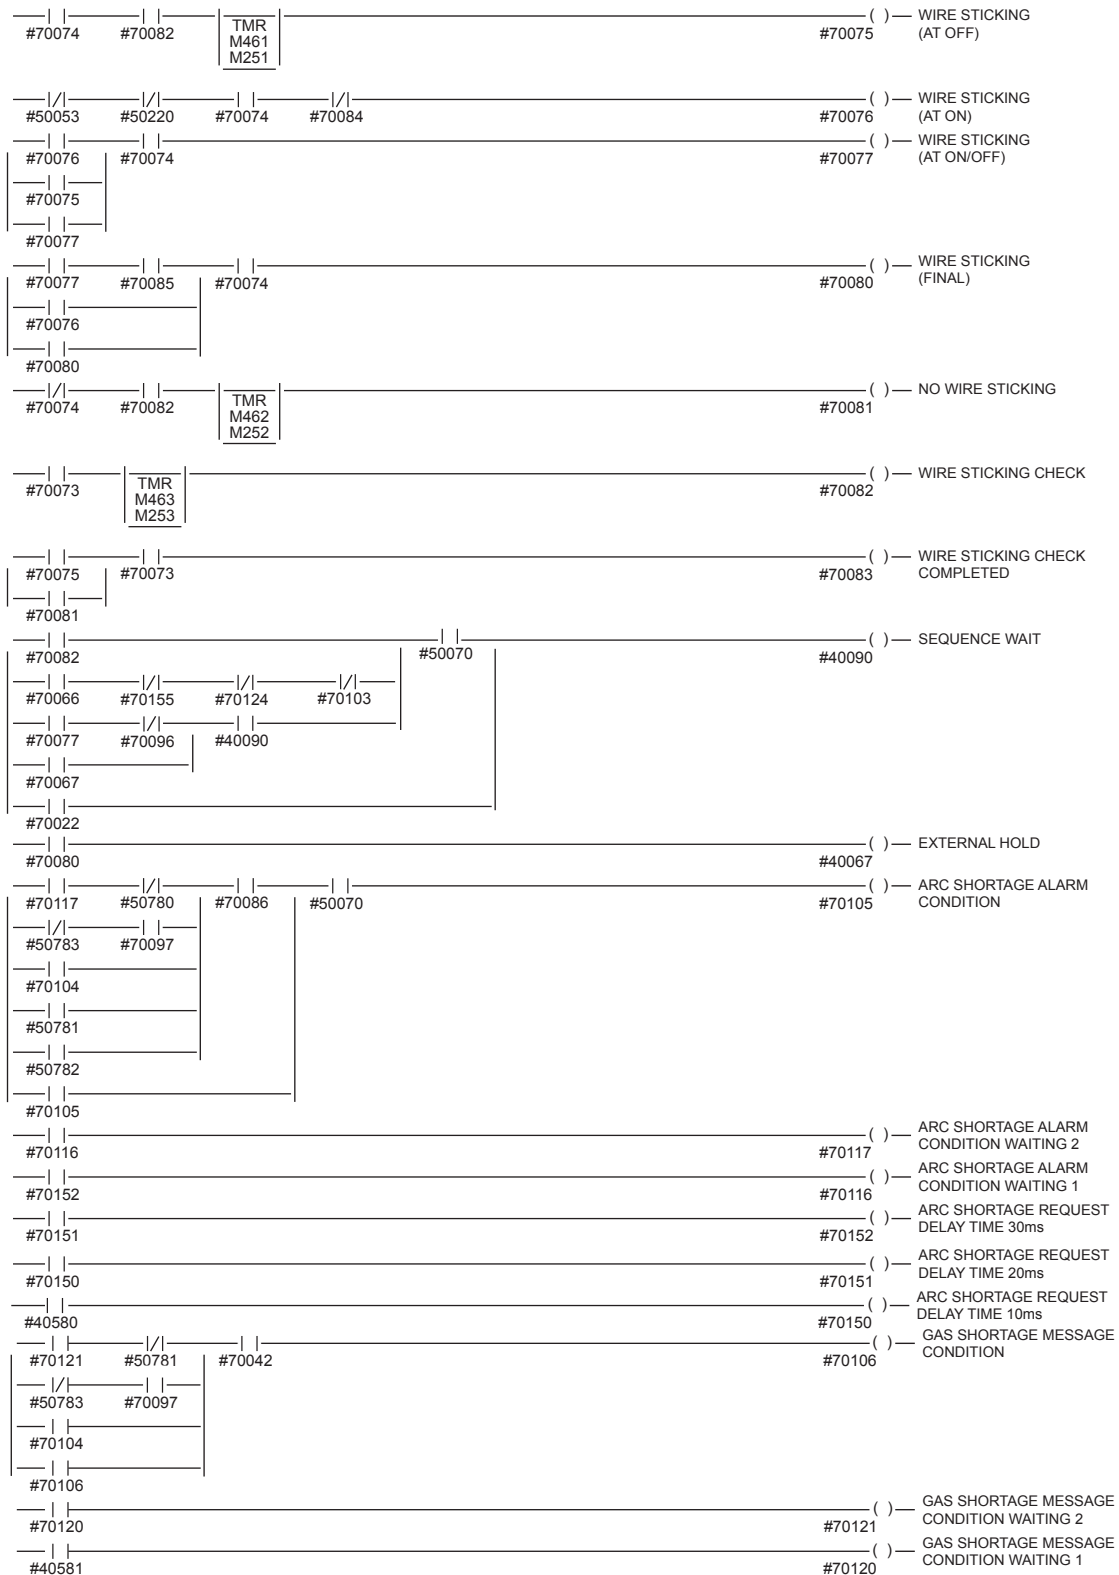 WIRE STICKING
#70074 #70082 TMR #70075 (AT OFF)
M461
M251
WIRE STICKING
#50053 #50220 #70074 #70084 #70076 (AT ON)
WIRE STICKING
#70076 #70074 #70077 (AT ON/OFF)
#70075
#70077
WIRE STICKING
#70077 #70085 #70074 #70080 (FINAL)
#70076
#70080
NO WIRE STICKING
#70074 #70082 TMR #70081
M462
M252
WIRE STICKING CHECK
#70073 TMR #70082
M463
M253
WIRE STICKING CHECK
#70075 #70073 #70083 COMPLETED
#70081
SEQUENCE WAIT
#70082 #50070 #40090
#70066 #70155 #70124 #70103
#70077 #70096 #40090
#70067
#70022
EXTERNAL HOLD
#70080 #40067
ARC SHORTAGE ALARM
#70117 #50780 #70086 #50070 #70105 CONDITION
#50783 #70097
#70104
#50781
#50782
#70105
ARC SHORTAGE ALARM
#70116 #70117 CONDITION WAITING 2
ARC SHORTAGE ALARM
#70152 #70116 CONDITION WAITING 1
ARC SHORTAGE REQUEST
#70151 #70152 DELAY TIME 30ms
ARC SHORTAGE REQUEST
#70150 #70151 DELAY TIME 20ms
ARC SHORTAGE REQUEST
#40580 #70150 DELAY TIME 10ms
GAS SHORTAGE MESSAGE
#70121 #50781 #70042 #70106 CONDITION
#50783 #70097
#70104
#70106
GAS SHORTAGE MESSAGE
#70120 #70121 CONDITION WAITING 2
GAS SHORTAGE MESSAGE
#40581 #70120 CONDITION WAITING 1